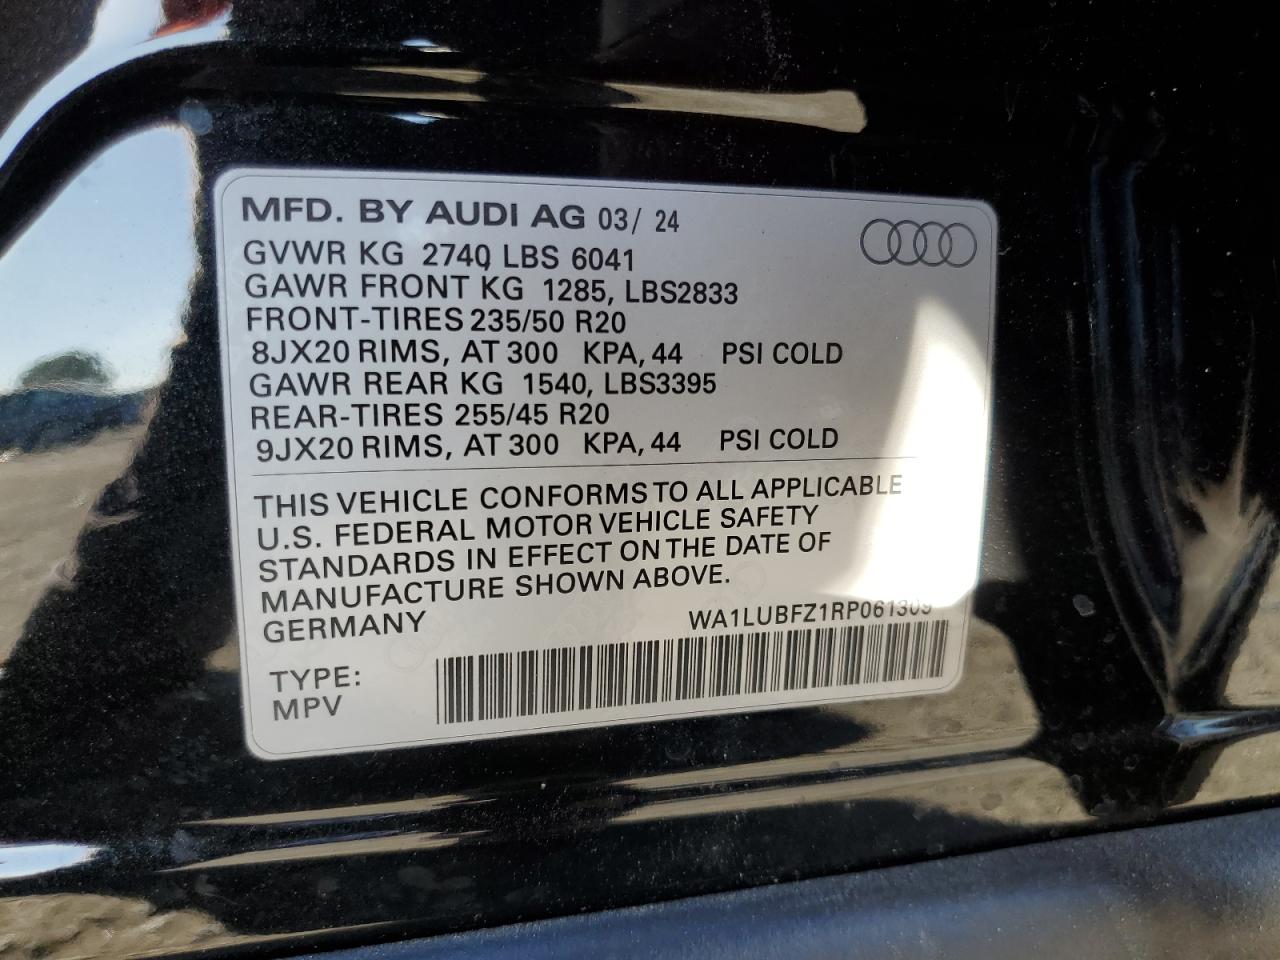 MFD. BY AUDI AG 03/ 24
GVWR KG 2740 LBS 6041
GAWR FRONT KG 1285, LBS2833
FRONT-TIRES 235/50 R20
8JX20 RIMS, AT 300 KPA, 44 PSI COLD
GAWR REAR KG 1540, LBS3395
REAR-TIRES 255/45 R20
9JX20 RIMS, AT 300 KPA, 44 PSI COLD
THIS VEHICLE CONFORMS TO ALL APPLICABLE
U.S. FEDERAL MOTOR VEHICLE SAFETY
STANDARDS IN EFFECT ON THE DATE OF
MANUFACTURE SHOWN ABOVE.
GERMANY WA1LUBFZ1RP061309
TYPE:
MPV